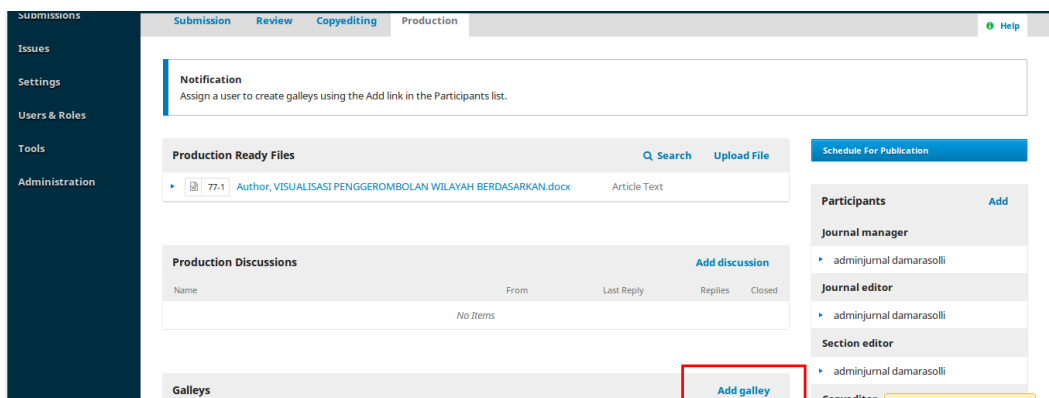 Submissions
Issues
Settings
Users & Roles
Tools
Administration
Submission Review Copyediting Production
Help
Notification
Assign a user to create galleys using the Add link in the Participants list.
Production Ready Files Search Upload File
77-1 Author, VISUALISASI PENGGEROMBOLAN WILAYAH BERDASARKAN.docx Article Text
Production Discussions Add discussion
Name From Last Reply Replies Closed
No Items
Galleys Add galley
Schedule For Publication
Participants Add
Journal manager
adminjurnal damarasolli
Journal editor
adminjurnal damarasolli
Section editor
adminjurnal damarasolli
Copyeditor